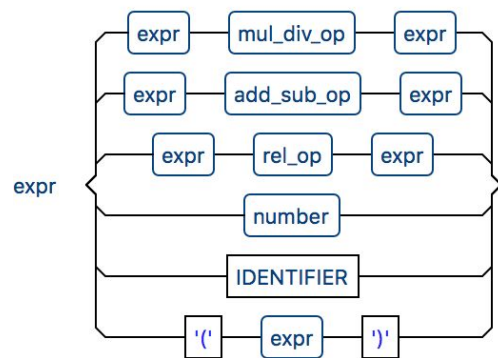 expr mul_div_op expr
expr add_sub_op expr
expr rel_op expr
expr
number
IDENTIFIER
'(' expr ')'